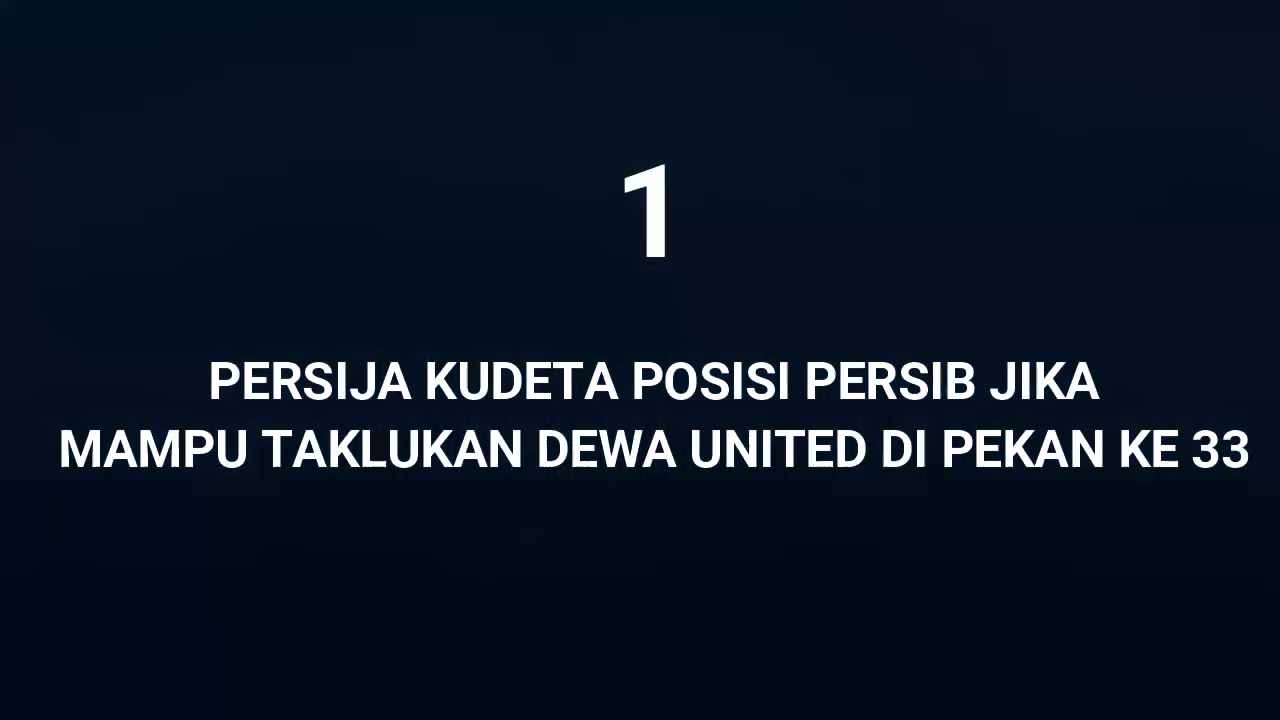 1
PERSIJA KUDETA POSISI PERSIB JIKA
MAMPU TAKLUKAN DEWA UNITED DI PEKAN KE 33